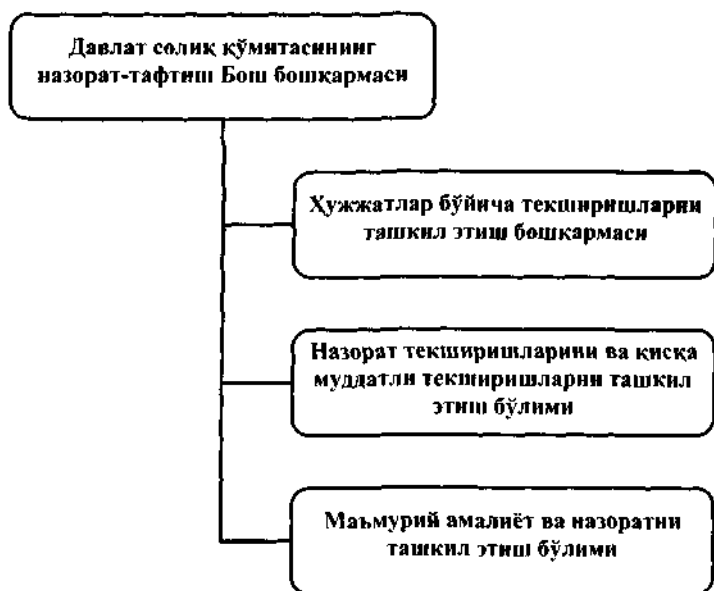 Давлат солиқ қўмитасининг
назорат-тафтиш Бош бошқармаси
Ҳужжатлар бўйича текширишларни
ташкил этиш бошқармаси
Назорат текширишларини ва қисқа
муддатли текширишларни ташкил
этиш бўлими
Маъмурий амалиёт ва назоратни
ташкил этиш бўлими